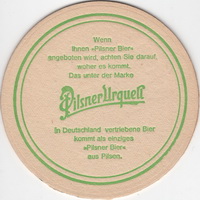 Wenn
Ihnen »Pilsner Bier«
angeboten wird, achten Sie darauf,
woher es kommt.
Das unter der Marke
Pilsner Urquell
in Deutschland vertriebene Bier
kommt als einziges
»Pilsner Bier«
aus Pilsen.